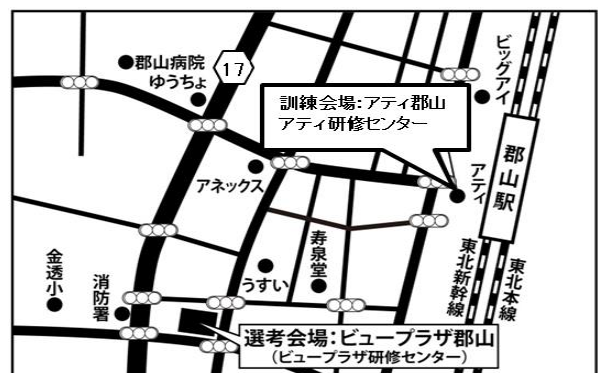 郡山病院
ゆうちょ
17
ビッグアイ
訓練会場：アティ郡山
アティ研修センター
郡山駅
アティ
アネックス
寿泉堂
うすい
金透小
消防署
東北新幹線
東北本線
選考会場：ビュープラザ郡山
（ビュープラザ研修センター）